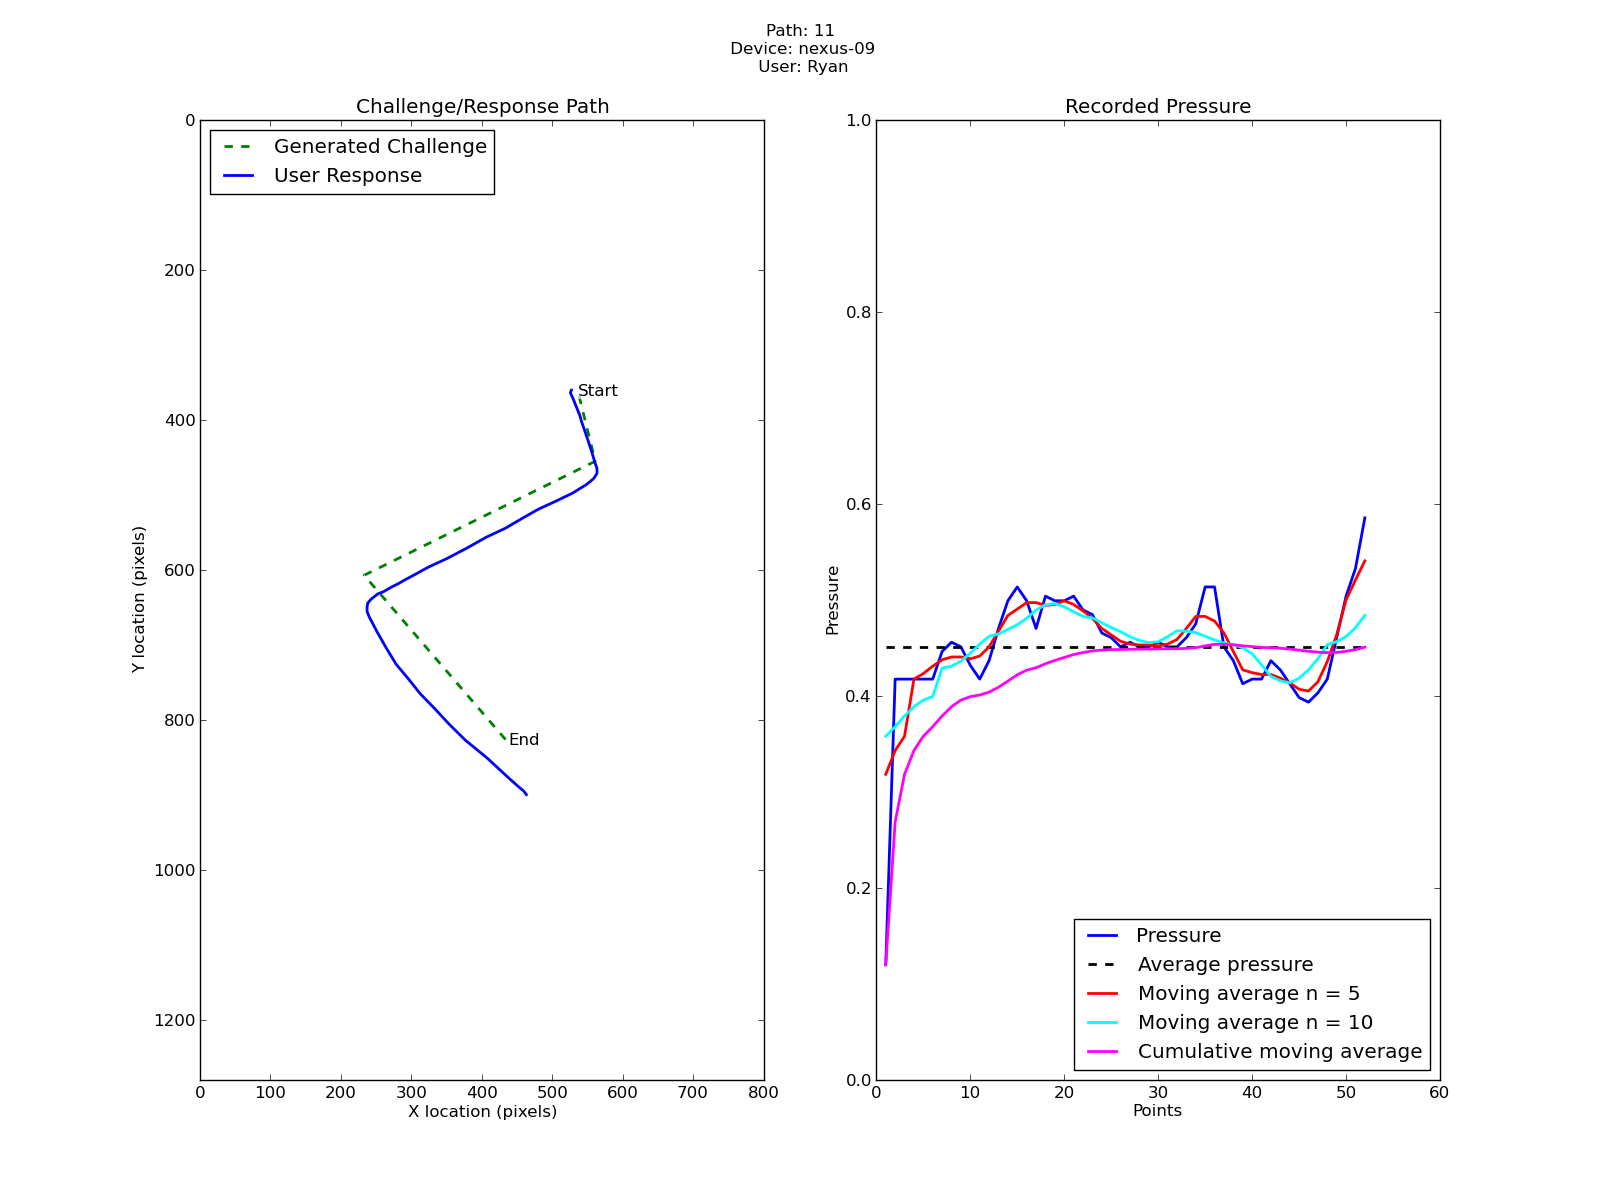 Path: 11
Device: nexus-09
User: Ryan
Challenge/Response Path
Generated Challenge
User Response
Start
End
0
200
400
600
800
1000
1200
Y location (pixels)
0 100 200 300 400 500 600 700 800
X location (pixels)
Recorded Pressure
1.0
0.8
0.6
0.4
0.2
0.0
Pressure
Pressure
Average pressure
Moving average n = 5
Moving average n = 10
Cumulative moving average
0 10 20 30 40 50 60
Points